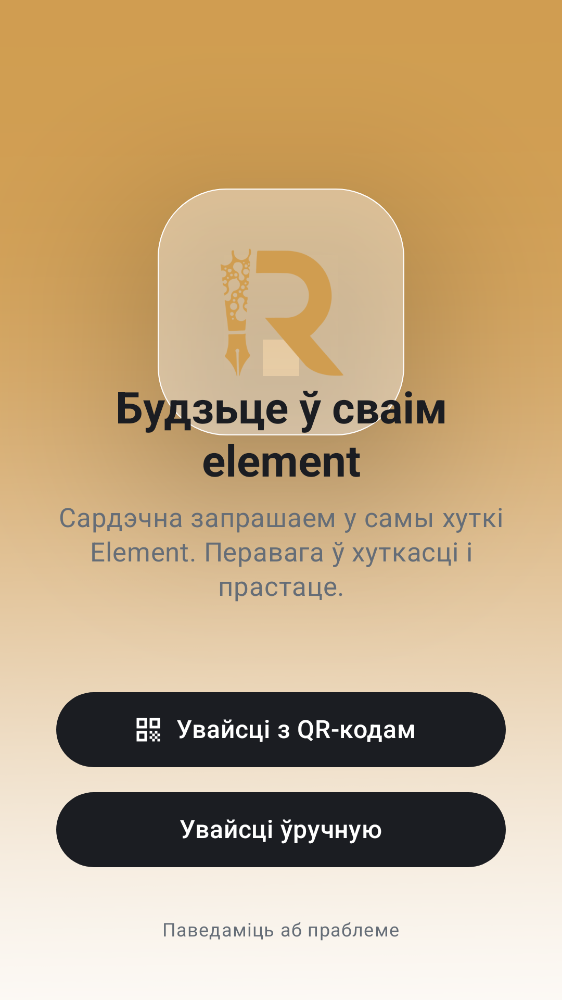 R
Будзьце ў сваім
element
Сардэчна запрашаем у самы хуткі
Element. Перавага ў хуткасці і
прастаце.
Увайсці з QR-кодам
Увайсці ўручную
Паведаміць аб праблеме